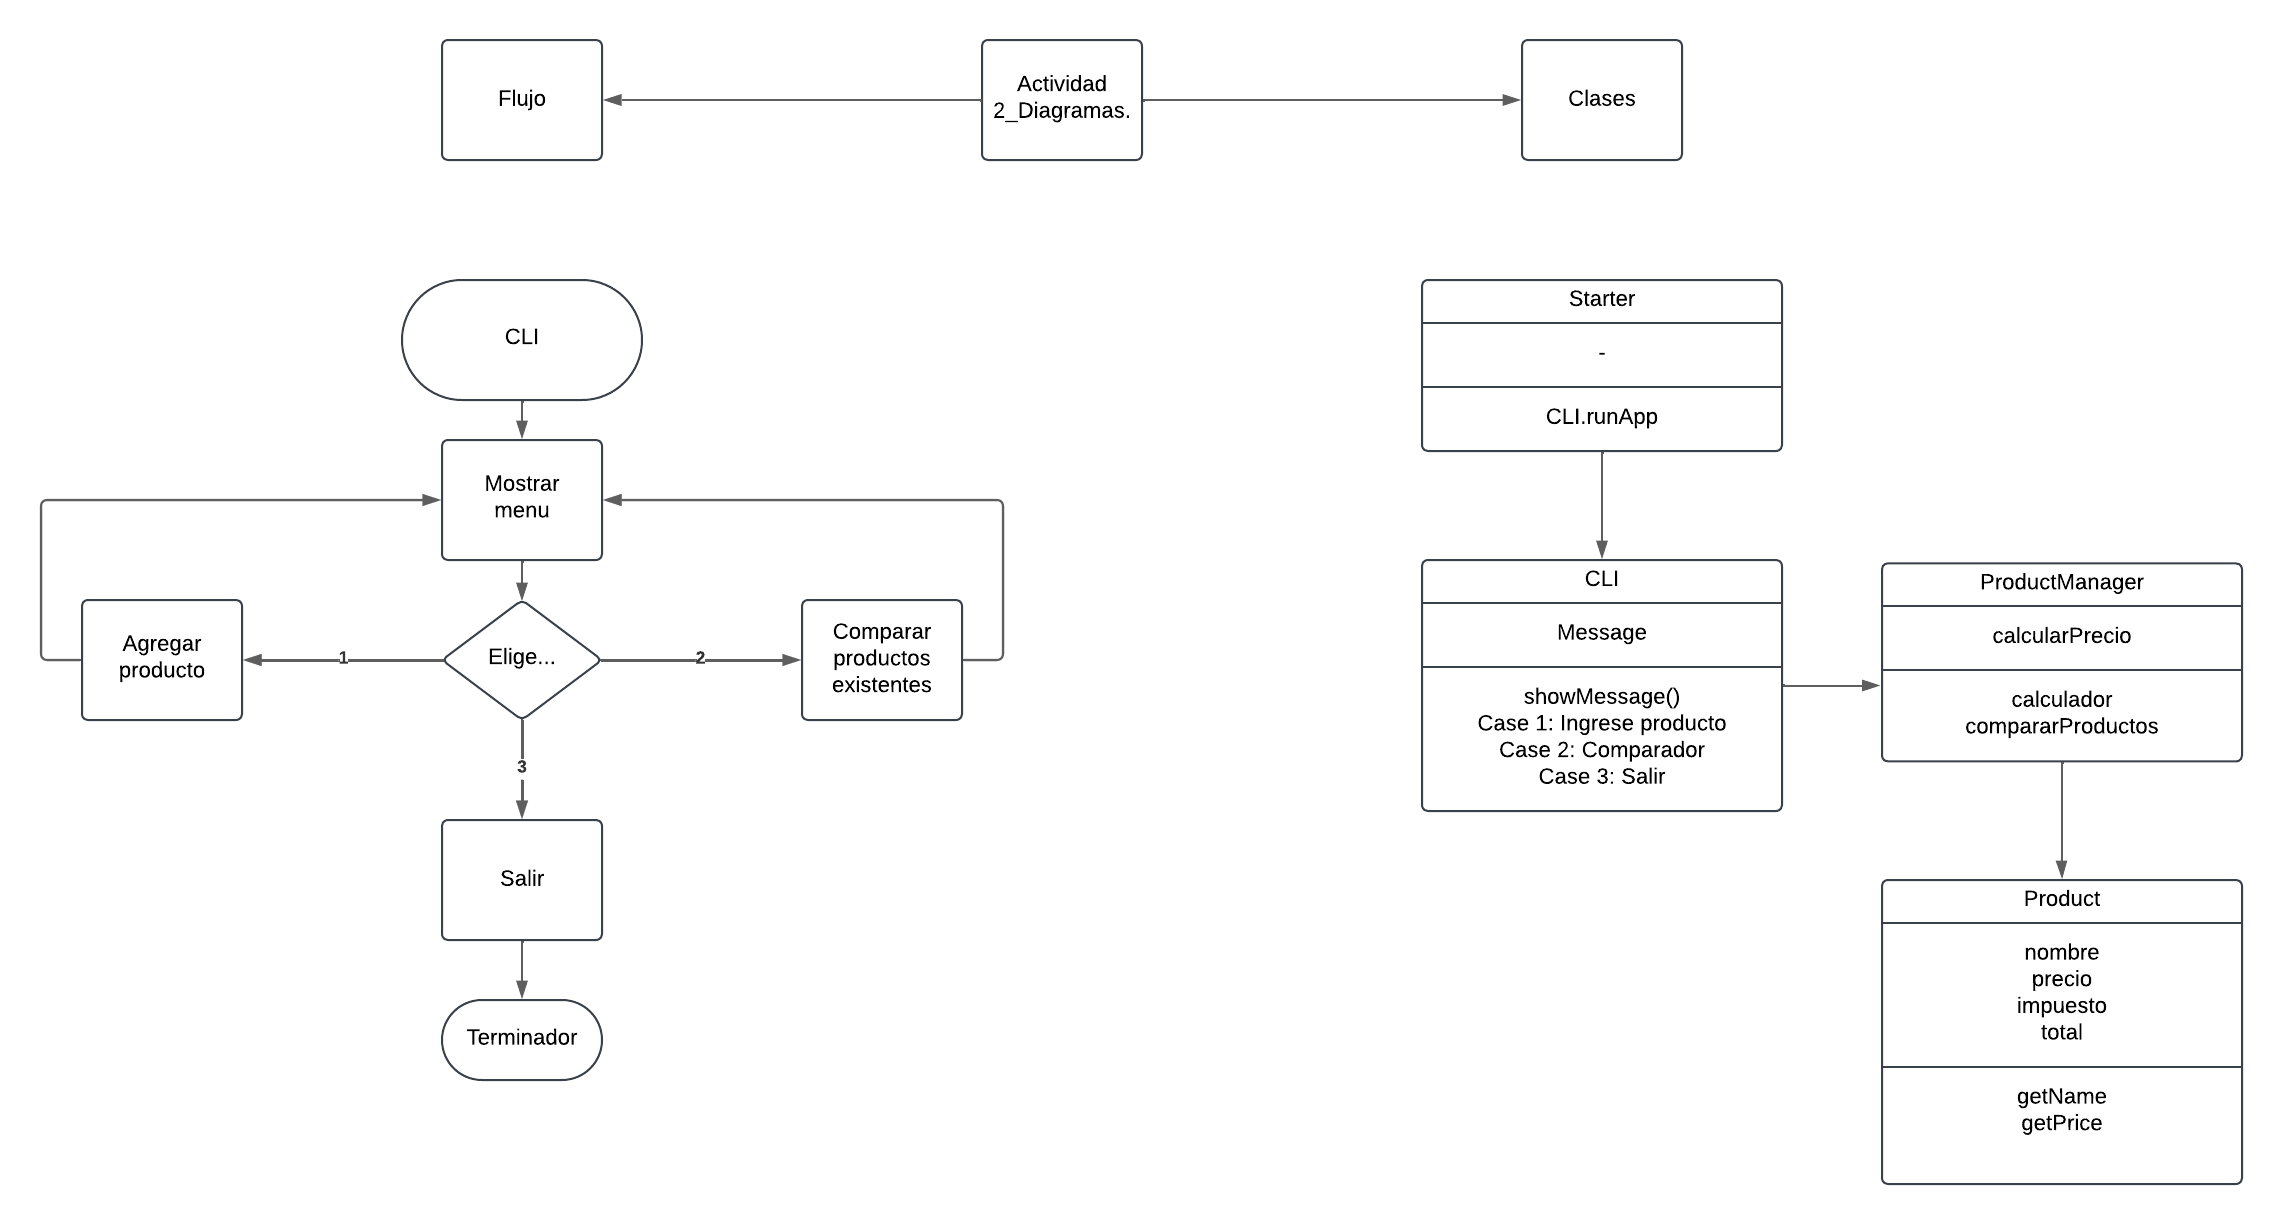 Flujo
Actividad
2_Diagramas.
Clases
CLI
Mostrar
menu
Agregar
producto
1
Elige...
2
Comparar
productos
existentes
3
Salir
Terminador
Starter
-
CLI.runApp
CLI
Message
showMessage()
Case 1: Ingrese producto
Case 2: Comparador
Case 3: Salir
ProductManager
calcularPrecio
calculador
compararProductos
Product
nombre
precio
impuesto
total
getName
getPrice